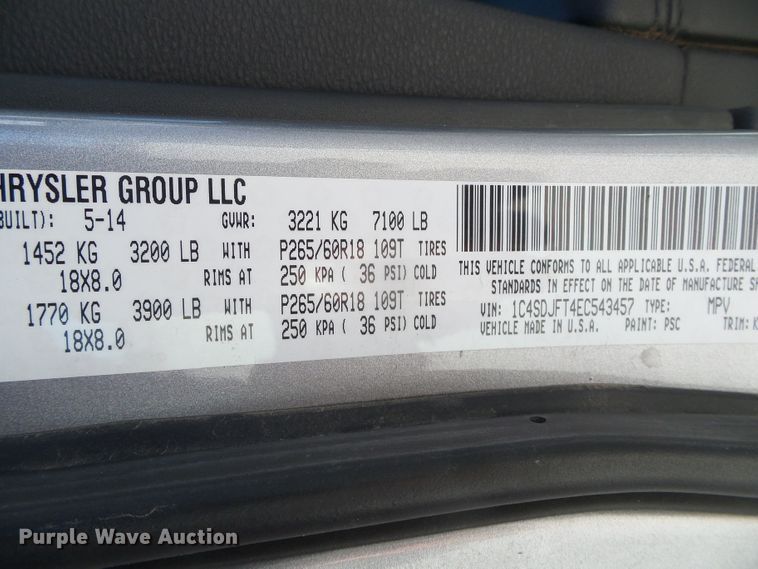 HRYSLER GROUP LLC
BUILT): 5-14 GVWR: 3221 KG 7100 LB
1452 KG 3200 LB WITH P265/60R18 109T TIRES
18X8.0 RIMS AT 250 KPA ( 36 PSI) COLD
1770 KG 3900 LB WITH P265/60R18 109T TIRES
18X8.0 RIMS AT 250 KPA ( 36 PSI) COLD
THIS VEHICLE CONFORMS TO ALL APPLICABLE U.S.A. FEDERAL
STANDARDS IN EFFECT ON THE DATE OF MANUFACTURE SH
VIN: 1C4SDJFT4EC543457 TYPE: MPV
VEHICLE MADE IN U.S.A. PAINT: PSC TRIM: K
Purple Wave Auction